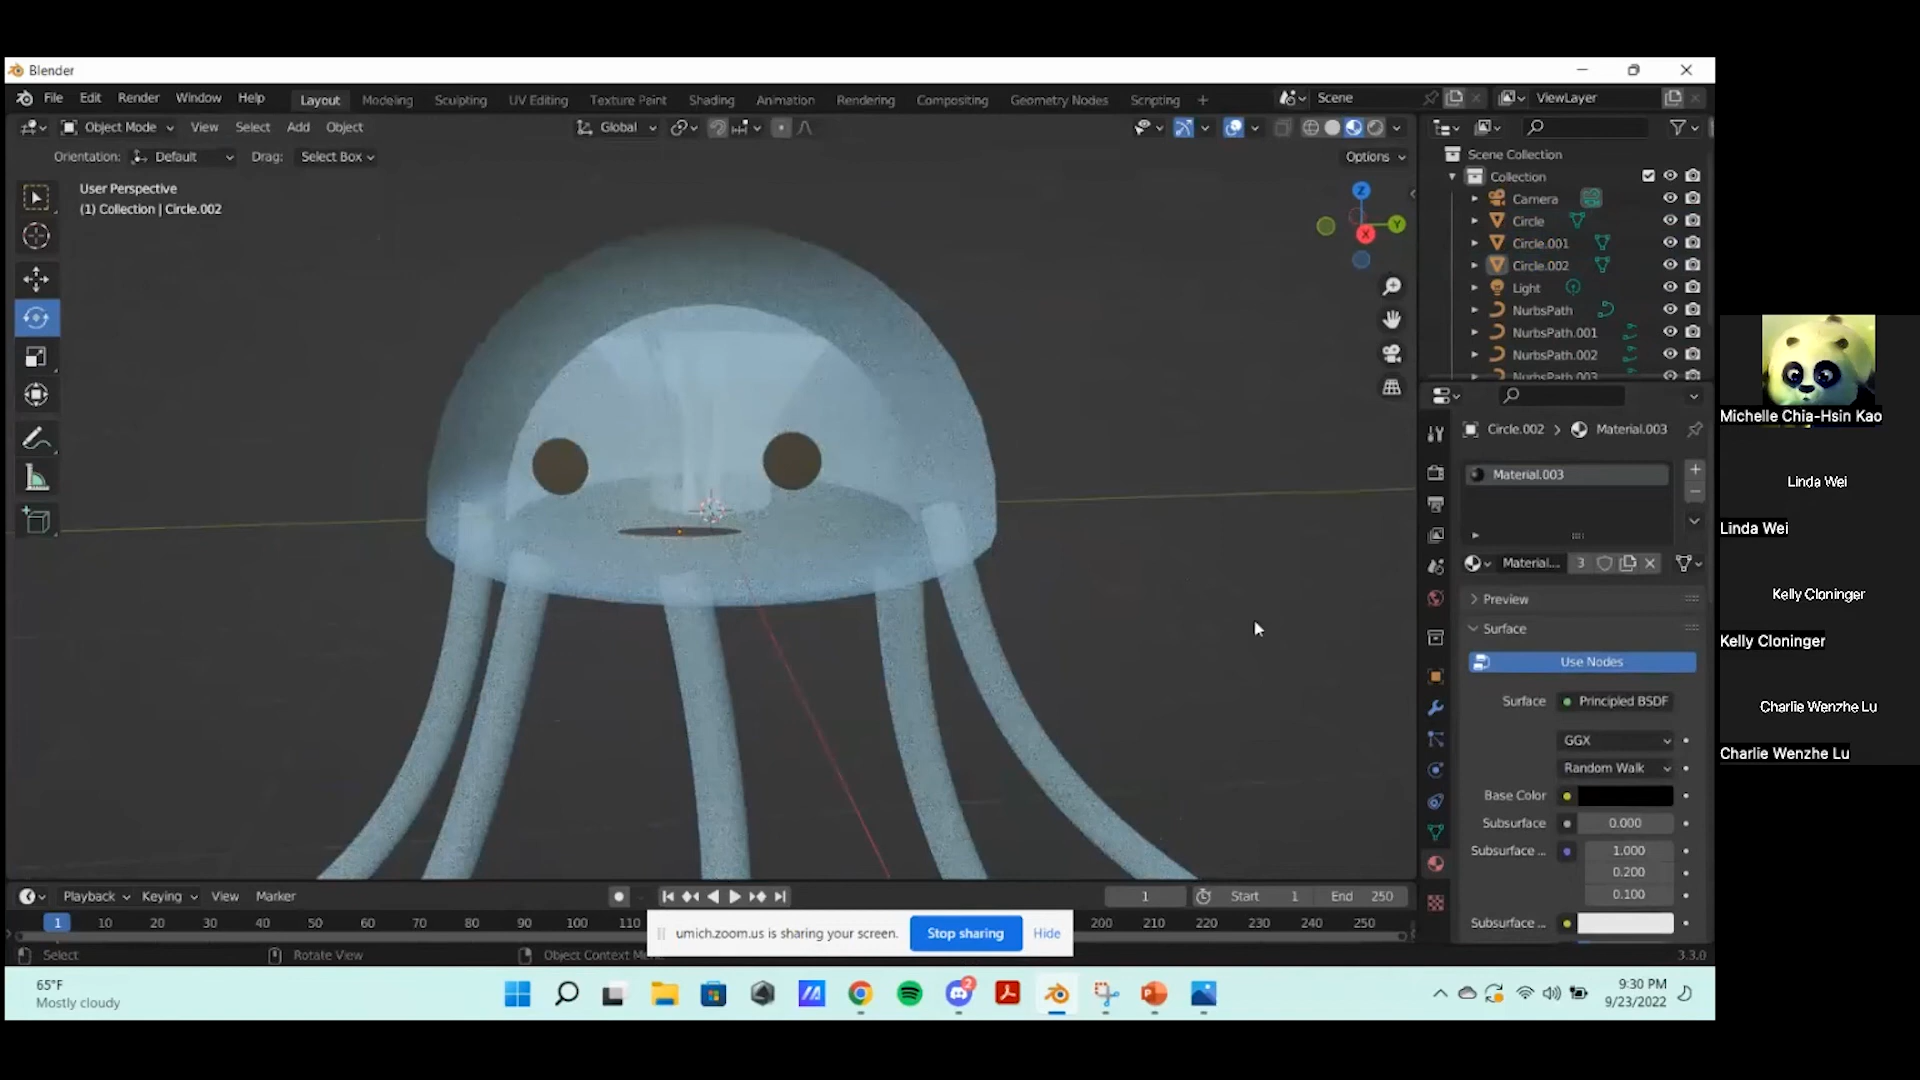 Blender
File Edit Render Window Help Layout Modeling Sculpting UV Editing Texture Paint Shading Animation Rendering Compositing Geometry Nodes Scripting + Scene ViewLayer
Object Mode View Select Add Object Global
Orientation: Default Drag: Select Box Options
User Perspective
(1) Collection | Circle.002
Z
Y
X
Scene Collection
Collection
Camera
Circle
Circle.001
Circle.002
Light
NurbsPath
NurbsPath.001
NurbsPath.002
NurbsPath.003
Circle.002 > Material.003
Material.003
Material... 3
Preview
Surface
Use Nodes
Surface Principled BSDF
GGX
Random Walk
Base Color
Subsurface 0.000
Subsurface ... 1.000
0.200
0.100
Subsurface ...
Playback Keying View Marker 1 Start 1 End 250
1 10 20 30 40 50 60 70 80 90 100 110 200 210 220 230 240 250
umich.zoom.us is sharing your screen. Stop sharing Hide
Select Rotate View Object Context Men 3.3.0
65°F
Mostly cloudy
2
9:30 PM
9/23/2022
Michelle Chia-Hsin Kao
Linda Wei
Linda Wei
Kelly Cloninger
Kelly Cloninger
Charlie Wenzhe Lu
Charlie Wenzhe Lu